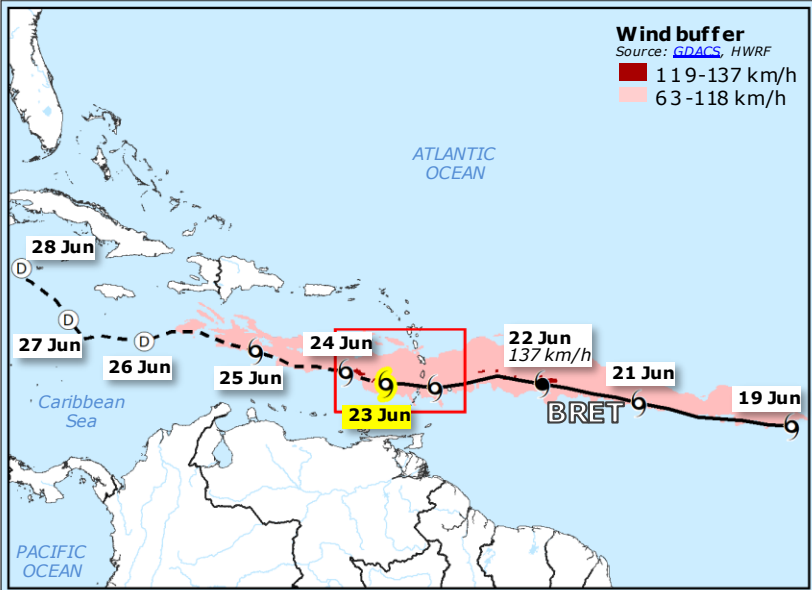 Wind buffer
Source: GDACS, HWRF
119-137 km/h
63-118 km/h
ATLANTIC
OCEAN
28 Jun
D
D
27 Jun
D
26 Jun
25 Jun
24 Jun
23 Jun
22 Jun
137 km/h
BRET
21 Jun
19 Jun
Caribbean
Sea
PACIFIC
OCEAN